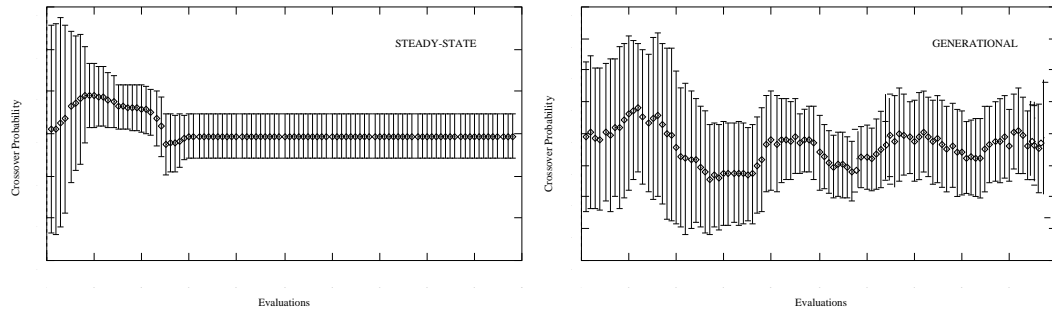 STEADY-STATE
Crossover Probability
Evaluations
GENERATIONAL
Crossover Probability
Evaluations